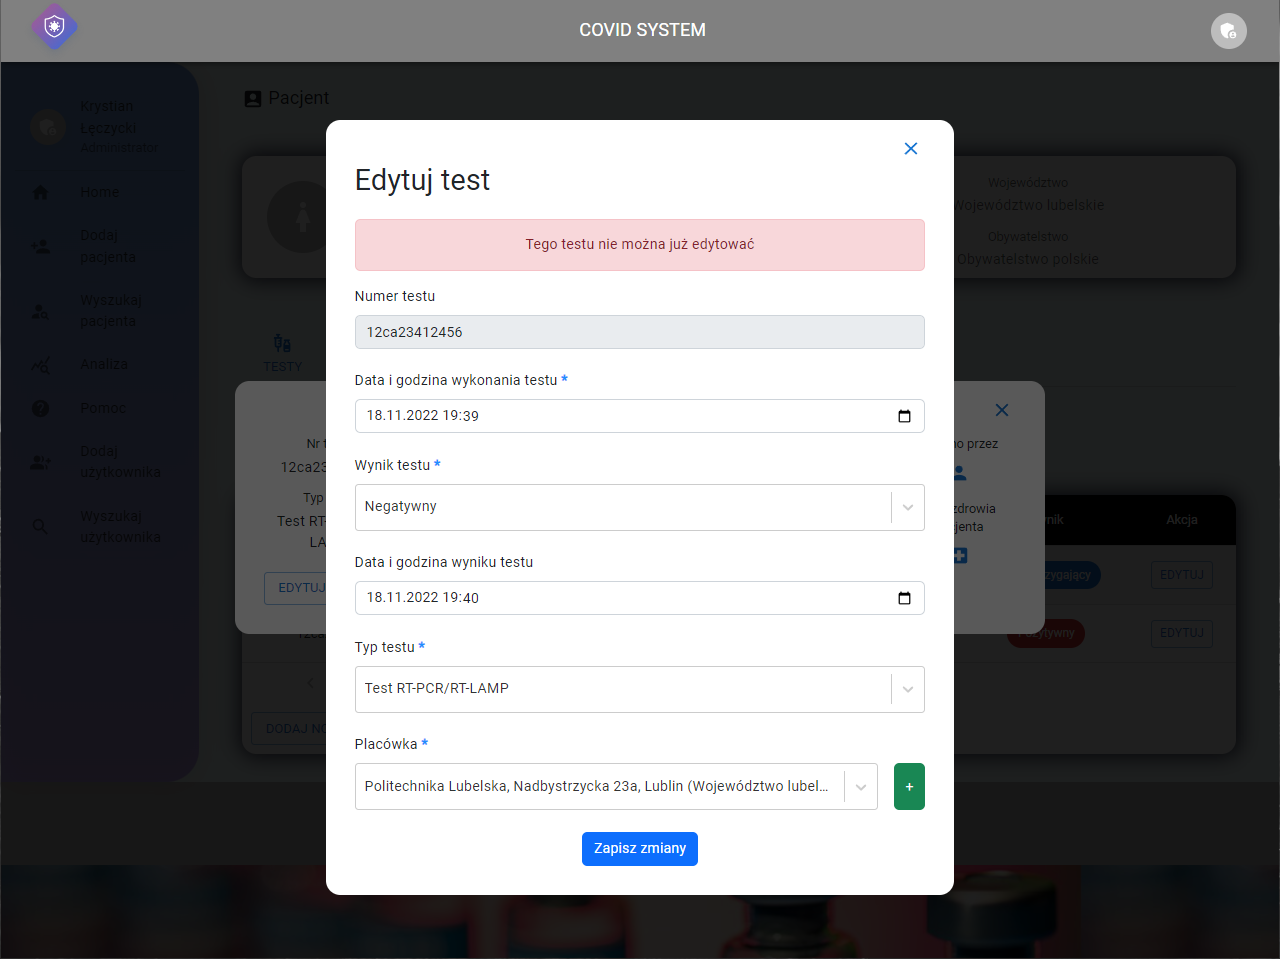 COVID SYSTEM
Krystian
Łęczycki
Administrator
Home
Dodaj
pacjenta
Wyszukaj
pacjenta
Analiza
Pomoc
Dodaj
użytkownika
Wyszukaj
użytkownika
Pacjent
Województwo
Województwo lubelskie
Obywatelstwo
Obywatelstwo polskie
TESTY
Nr t
12ca23
Typ
Test RT-
LA
EDYTUJ
12ca
DODAJ NO
no przez
zdrowia
jenta
nik
Akcja
zygający
EDYTUJ
Pozytywny
EDYTUJ
Edytuj test
Tego testu nie można już edytować
Numer testu
12ca23412456
Data i godzina wykonania testu *
18.11.2022 19:39
Wynik testu *
Negatywny
Data i godzina wyniku testu
18.11.2022 19:40
Typ testu *
Test RT-PCR/RT-LAMP
Placówka *
Politechnika Lubelska, Nadbystrzycka 23a, Lublin (Województwo lubel...
+
Zapisz zmiany